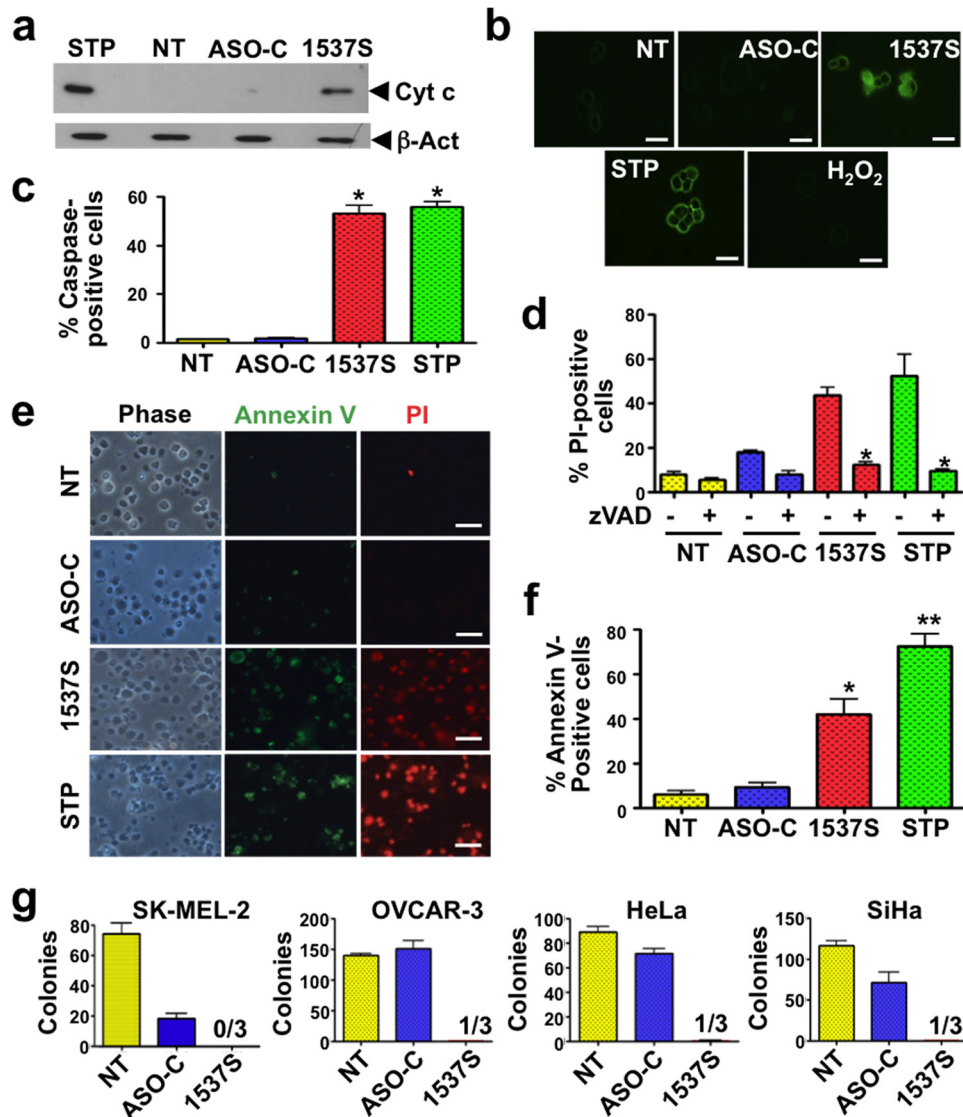 a
STP NT ASO-C 1537S
Cyt c
β-Act
b
NT ASO-C 1537S
STP H₂O₂
c
% Caspase-
positive cells
60
40
20
0
NT ASO-C 1537S STP
* *
d
% PI-positive
cells
80
60
40
20
0
* *
zVAD - + - + - + - +
NT ASO-C 1537S STP
e
Phase Annexin V PI
NT
ASO-C
1537S
STP
f
% Annexin V-
Positive cells
80
60
40
20
0
* **
NT ASO-C 1537S STP
g
SK-MEL-2
Colonies
80
60
40
20
0
0/3
NT ASO-C 1537S
OVCAR-3
Colonies
200
150
100
50
0
1/3
NT ASO-C 1537S
HeLa
Colonies
100
80
60
40
20
0
1/3
NT ASO-C 1537S
SiHa
Colonies
150
100
50
0
1/3
NT ASO-C 1537S